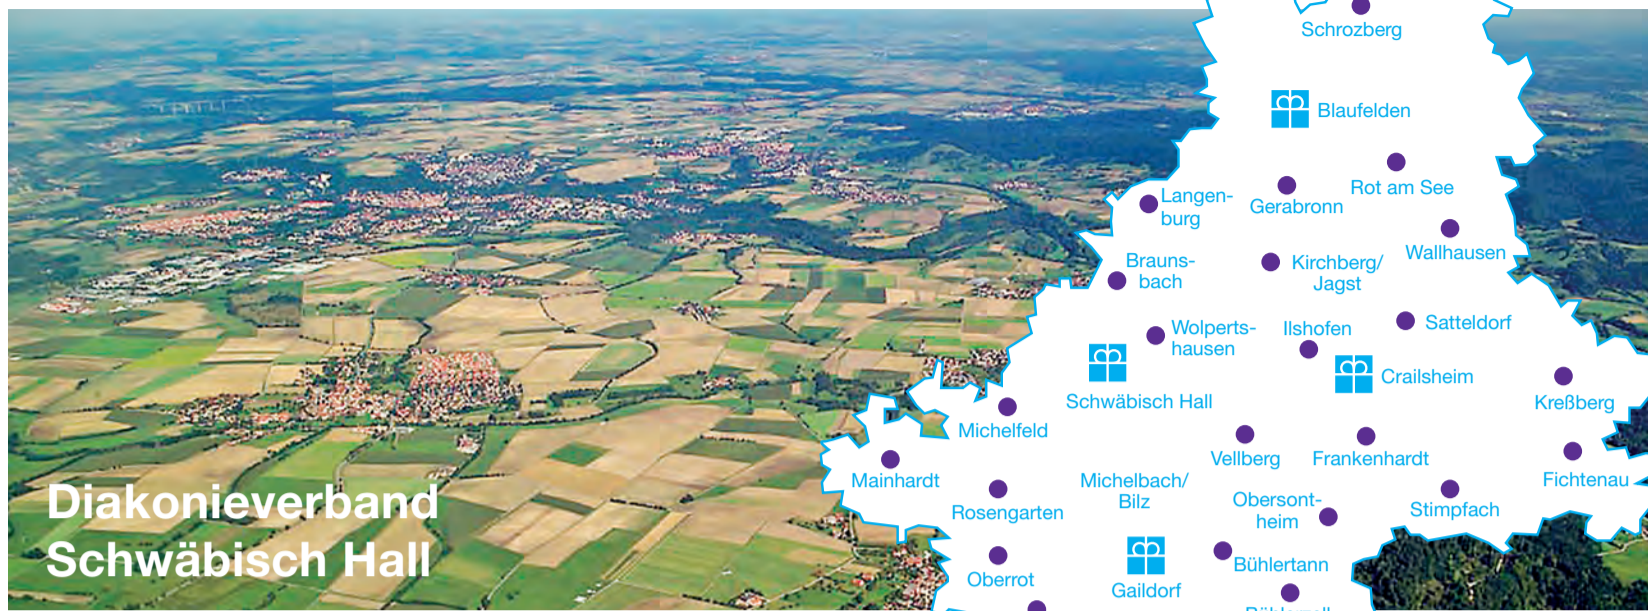 Schrozberg
Blaufelden
Rot am See
Langen-
burg
Gerabronn
Wallhausen
Brauns-
bach
Kirchberg/
Jagst
Wolperts-
hausen
Ilshofen
Satteldorf
Crailsheim
Schwäbisch Hall
Kreßberg
Michelfeld
Vellberg
Frankenhardt
Mainhardt
Michelbach/
Bilz
Fichtenau
Rosengarten
Obersont-
heim
Stimpfach
Bühlertann
Oberrot
Gaildorf
Diakonieverband
Schwäbisch Hall